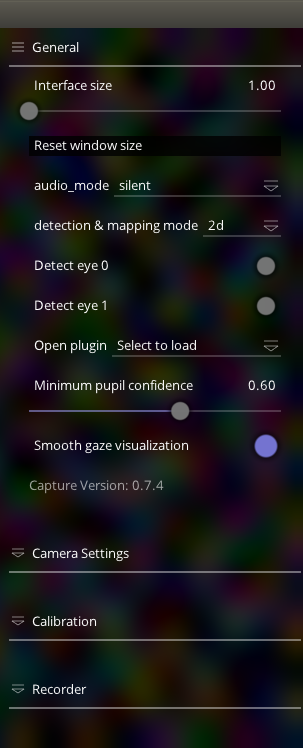 General
Interface size 1.00
Reset window size
audio_mode silent
detection & mapping mode 2d
Detect eye 0
Detect eye 1
Open plugin Select to load
Minimum pupil confidence 0.60
Smooth gaze visualization
Capture Version: 0.7.4
Camera Settings
Calibration
Recorder